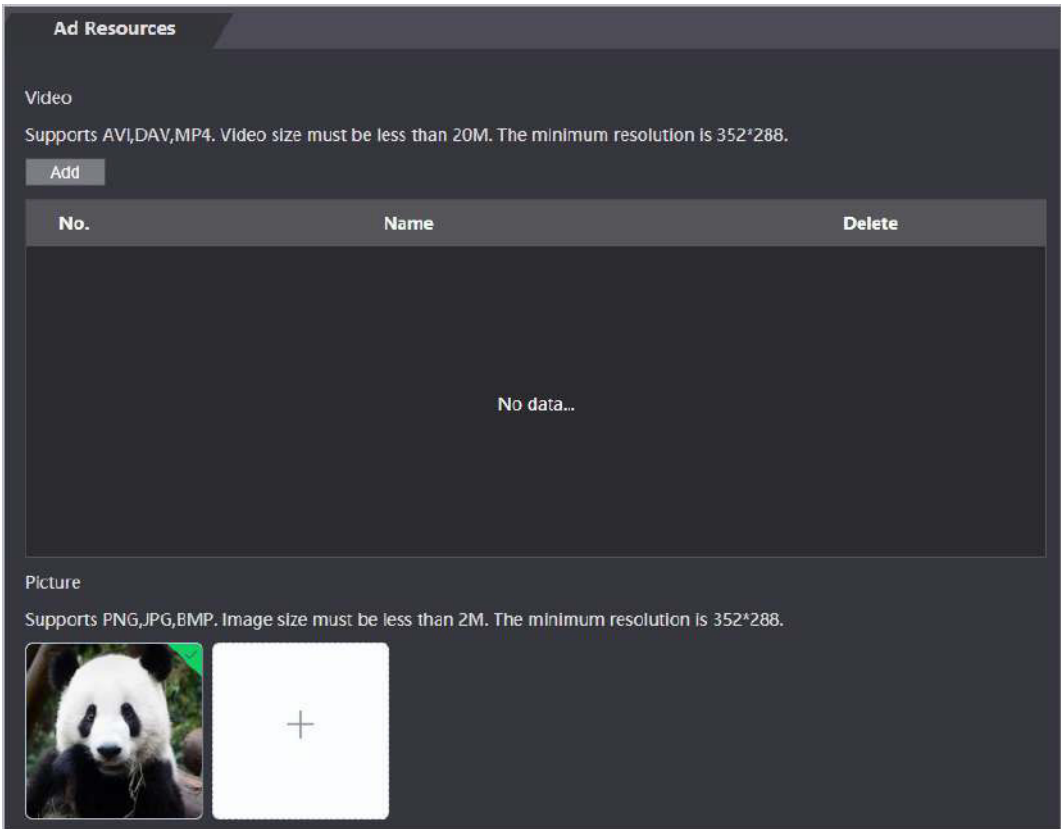 Ad Resources
Video
Supports AVI,DAV,MP4. Video size must be less than 20M. The minimum resolution is 352*288.
Add
No. Name Delete
No data...
Picture
Supports PNG,JPG,BMP. Image size must be less than 2M. The minimum resolution is 352*288.